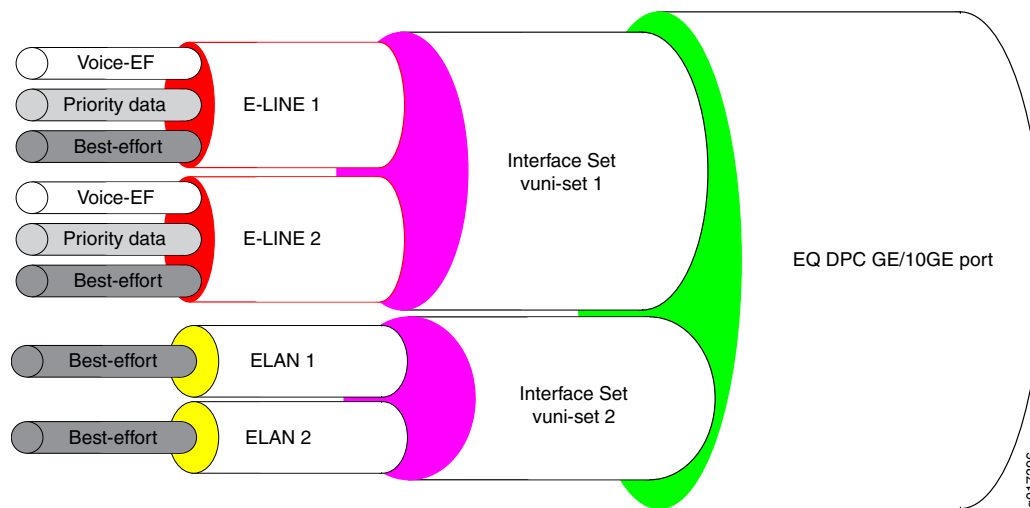 Voice-EF
Priority data
Best-effort
E-LINE 1
Voice-EF
Priority data
Best-effort
E-LINE 2
Interface Set
vuni-set 1
Best-effort
ELAN 1
Best-effort
ELAN 2
Interface Set
vuni-set 2
EQ DPC GE/10GE port